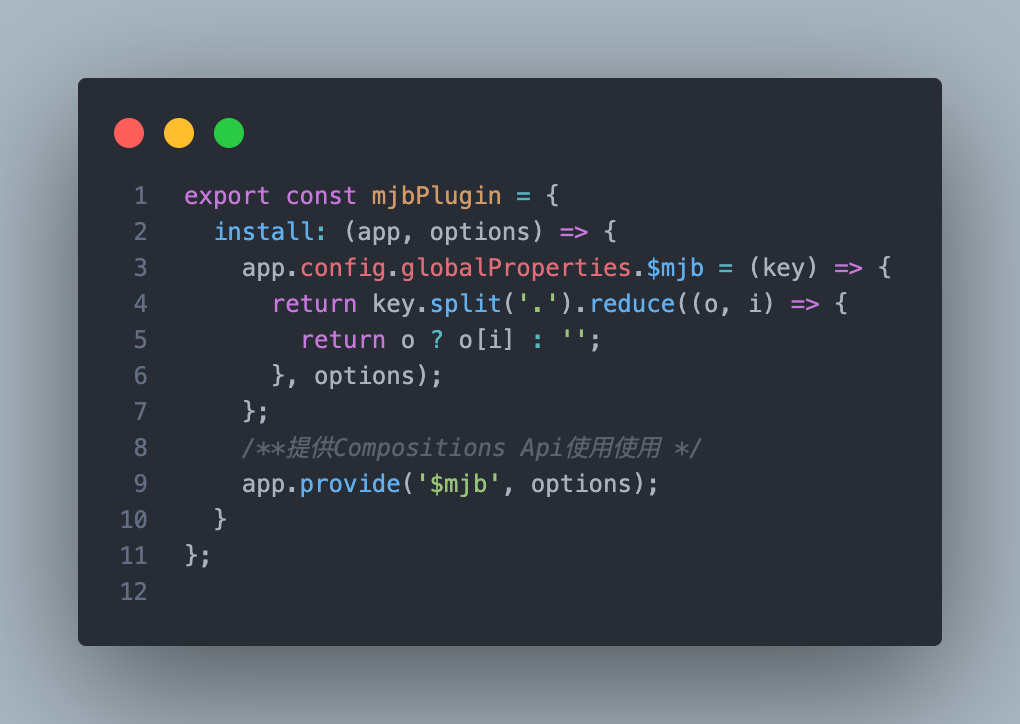 1 export const mjbPlugin = {
2   install: (app, options) => {
3     app.config.globalProperties.$mjb = (key) => {
4       return key.split('.').reduce((o, i) => {
5         return o ? o[i] : '';
6       }, options);
7     };
8     /**提供Compositions Api使用使用 */
9     app.provide('$mjb', options);
10   }
11 };
12